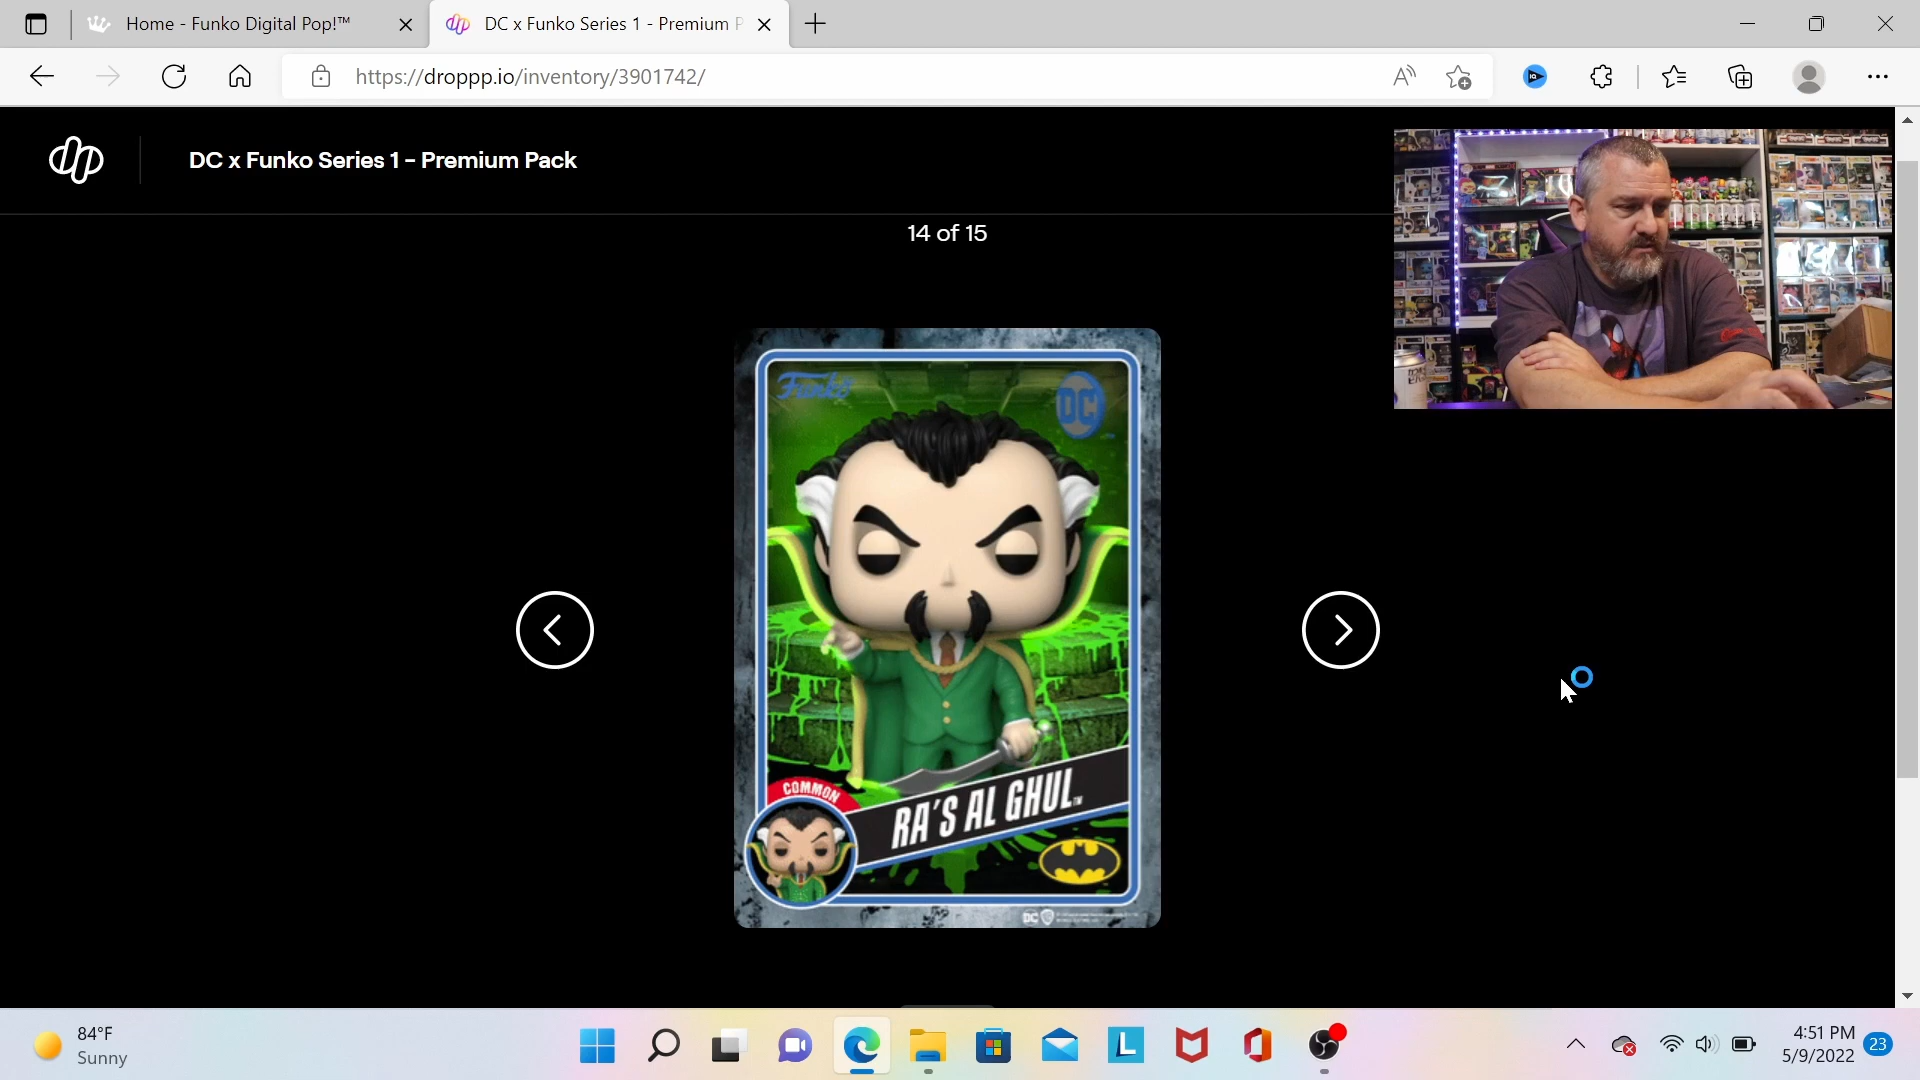 Home - Funko Digital Pop!™
DC x Funko Series 1 - Premium P
https://droppp.io/inventory/3901742/
DC x Funko Series 1 – Premium Pack
14 of 15
Funko
DC
COMMON
RA'S AL GHUL™
DC
84°F
Sunny
4:51 PM
5/9/2022
23